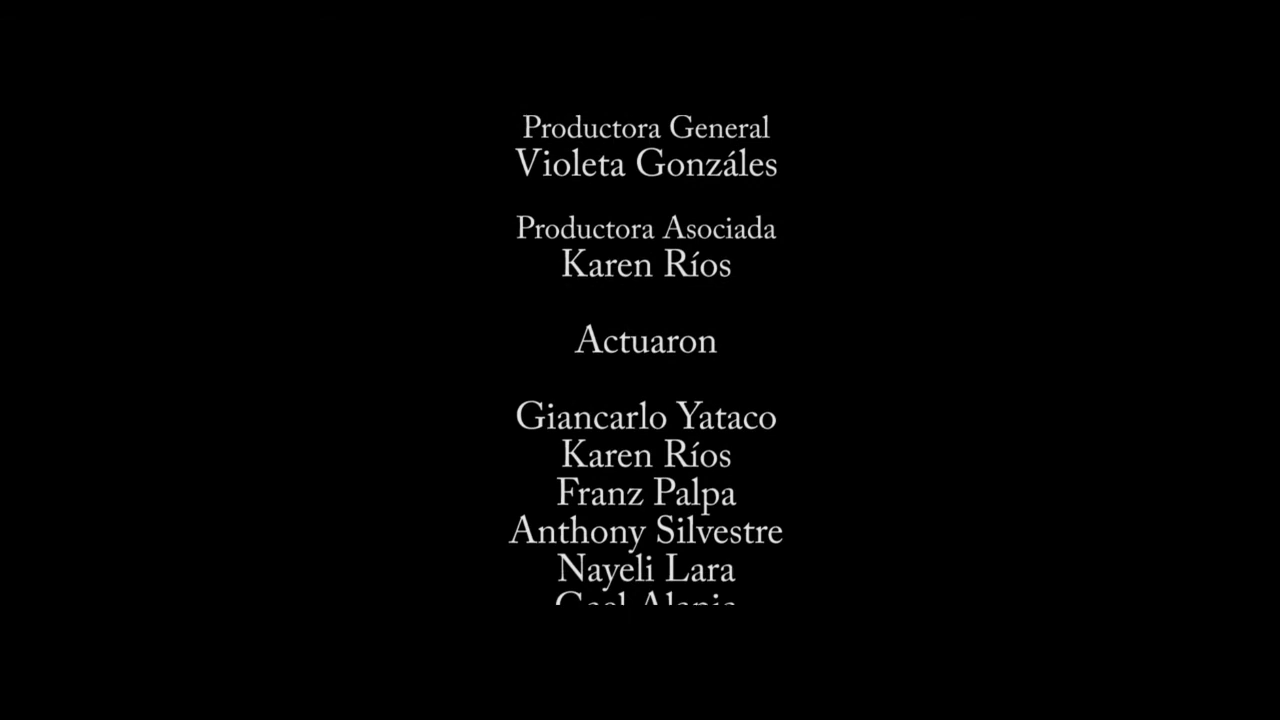 Productora General
Violeta Gonzáles
Productora Asociada
Karen Ríos
Actuaron
Giancarlo Yataco
Karen Ríos
Franz Palpa
Anthony Silvestre
Nayeli Lara